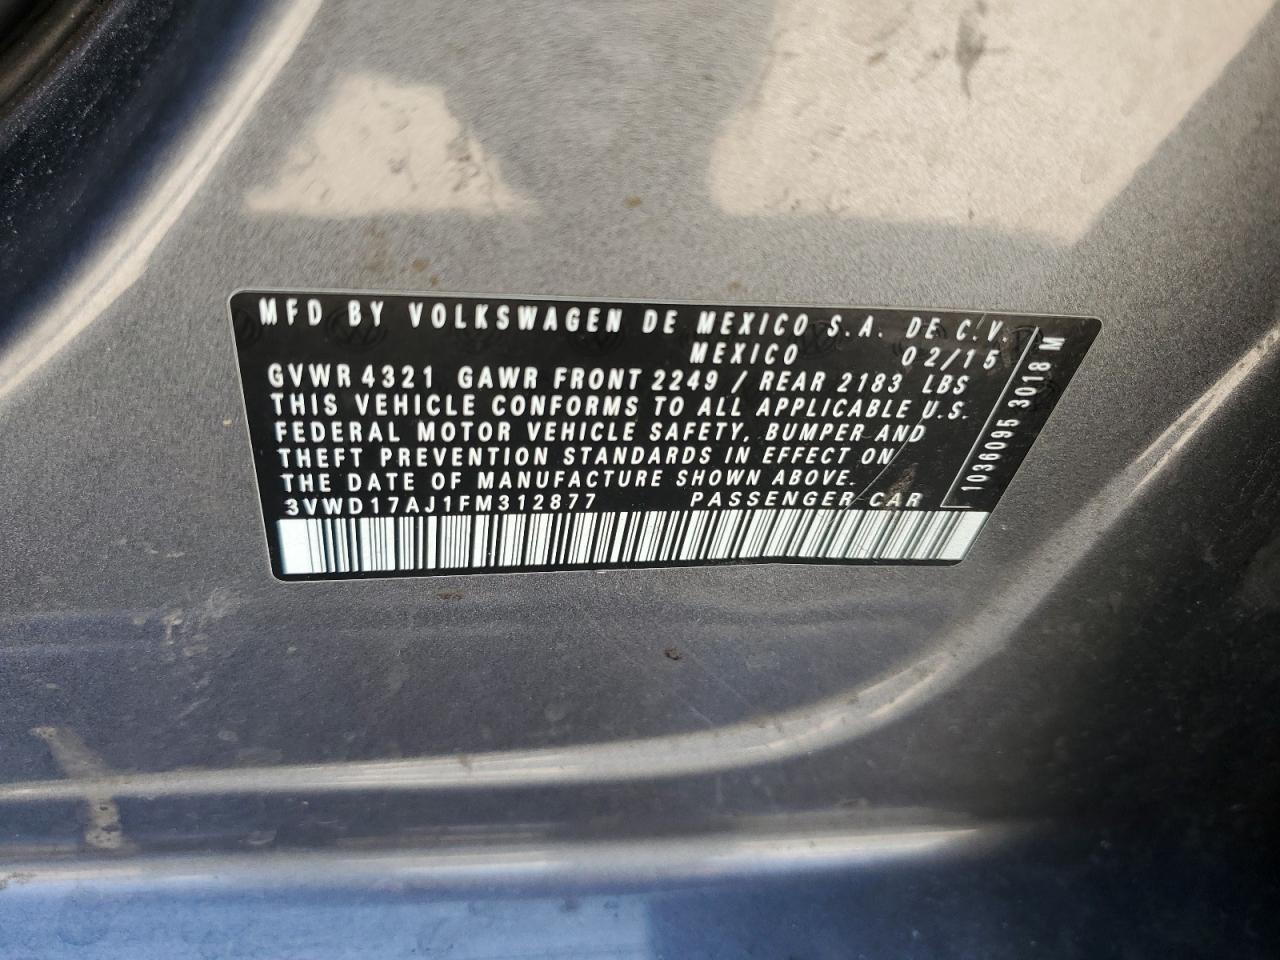 MFD BY VOLKSWAGEN DE MEXICO S.A. DE C.V.
MEXICO 02/15
GVWR 4321 GAWR FRONT 2249 / REAR 2183 LBS
THIS VEHICLE CONFORMS TO ALL APPLICABLE U.S.
FEDERAL MOTOR VEHICLE SAFETY, BUMPER AND
THEFT PREVENTION STANDARDS IN EFFECT ON
THE DATE OF MANUFACTURE SHOWN ABOVE.
3VWD17AJ1FM312877 PASSENGER CAR
1036095 3018 M